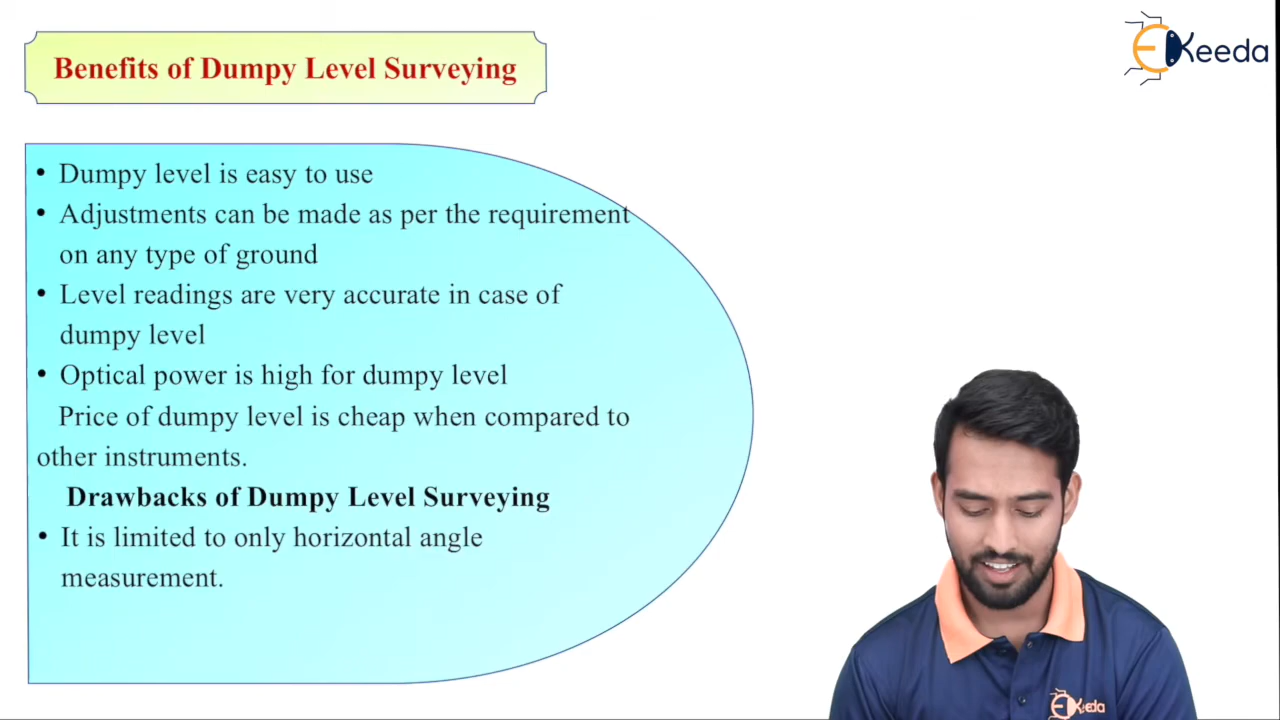 Benefits of Dumpy Level Surveying
EKeeda
• Dumpy level is easy to use
• Adjustments can be made as per the requirement
on any type of ground
• Level readings are very accurate in case of
dumpy level
• Optical power is high for dumpy level
Price of dumpy level is cheap when compared to
other instruments.
Drawbacks of Dumpy Level Surveying
• It is limited to only horizontal angle
measurement.
EKeeda